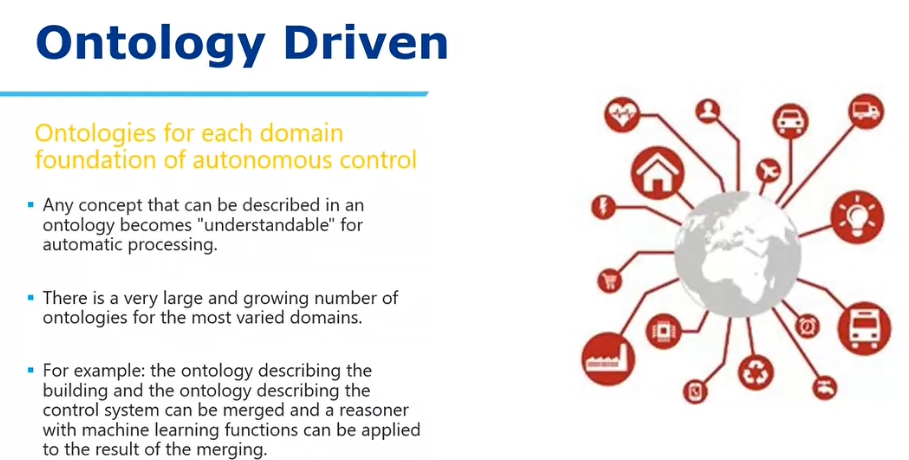 Ontology Driven
Ontologies for each domain
foundation of autonomous control
Any concept that can be described in an
ontology becomes "understandable" for
automatic processing.
There is a very large and growing number of
ontologies for the most varied domains.
For example: the ontology describing the
building and the ontology describing the
control system can be merged and a reasoner
with machine learning functions can be applied
to the result of the merging.